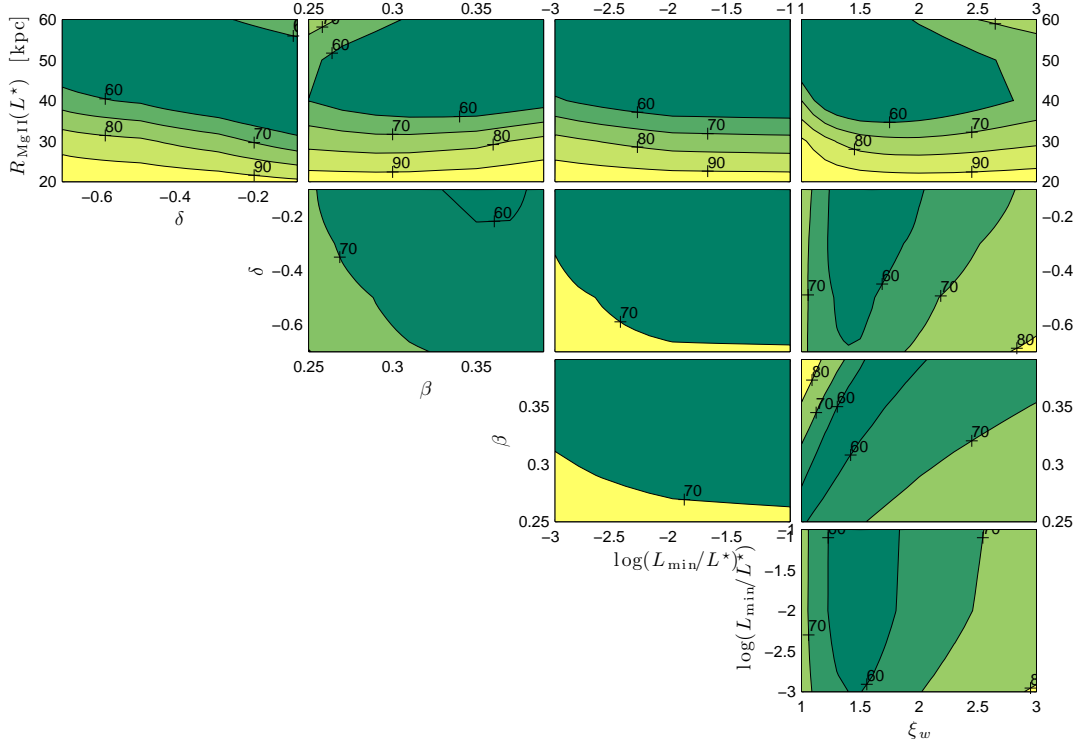 0.25 0.3 0.35 −3 −2.5 −2 −1.5 −1 −3 1 1.5 2 2.5 3
R_MgII(L⋆) [kpc]
60 50 40 30 20
60 80 70 90
60 70 60 70 80 90
60 70 80 90
60 70 80 90
60 50 40 30 20
−0.6 −0.4 −0.2
δ
δ
−0.2 −0.4 −0.6
70 60
70
70 60 70 80
−0.2 −0.4 −0.6
0.25 0.3 0.35
β
β
0.35 0.3 0.25
70
80 70 60 60 70
0.35 0.3 0.25
−3 −2.5 −2 −1.5 −1
log(L_min/L⋆)
log(L_min/L⋆)
−1 −1.5 −2 −2.5 −3
70 60
1 1.5 2 2.5 3
ξ_w